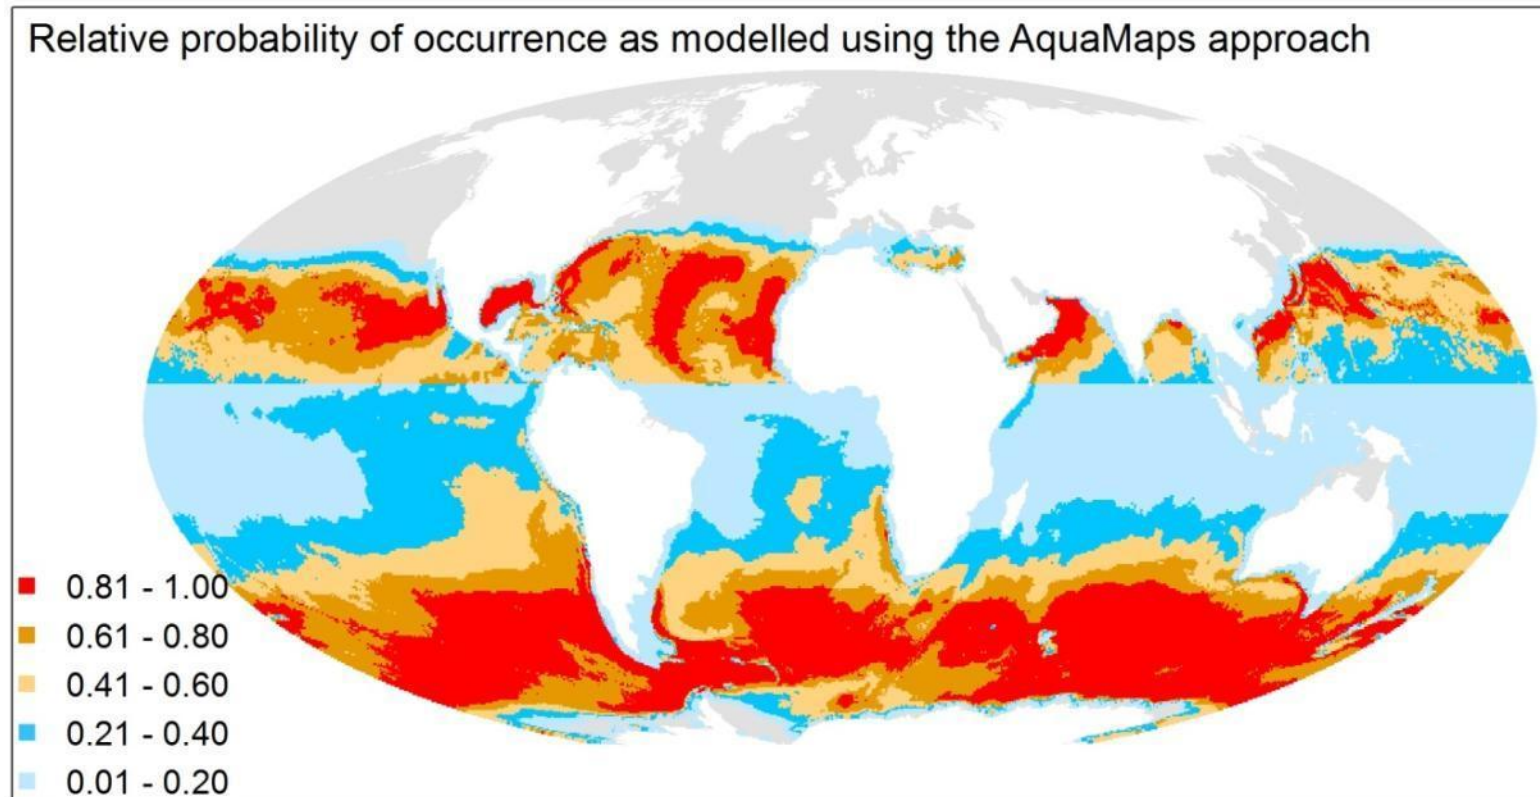 Relative probability of occurrence as modelled using the AquaMaps approach
0.81 - 1.00
0.61 - 0.80
0.41 - 0.60
0.21 - 0.40
0.01 - 0.20